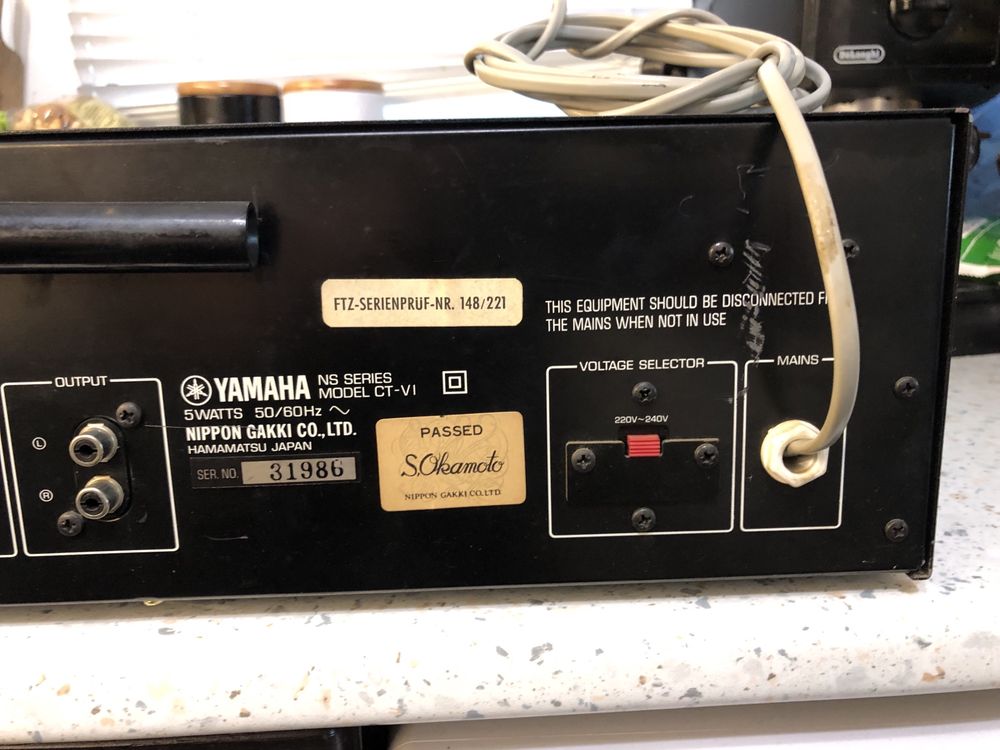 DeLonghi
FTZ-SERIENPRÜF-NR. 148/221
THIS EQUIPMENT SHOULD BE DISCONNECTED
THE MAINS WHEN NOT IN USE
OUTPUT
L
R
YAMAHA NS SERIES
MODEL CT-V1
5WATTS 50/60Hz ~
NIPPON GAKKI CO., LTD.
HAMAMATSU JAPAN
SER. NO. 31986
PASSED
S.Okamoto
NIPPON GAKKI CO.LTD.
VOLTAGE SELECTOR
220V~240V
MAINS